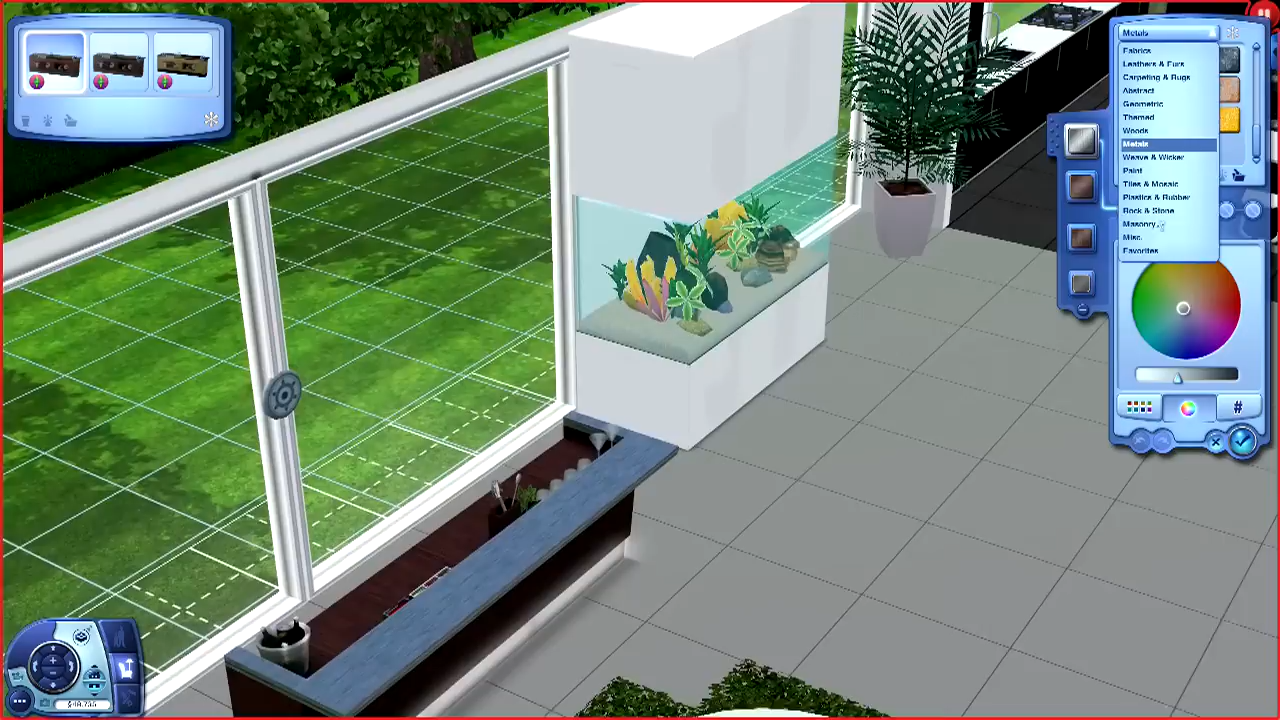 Metals
Fabrics
Leathers & Furs
Carpeting & Rugs
Abstract
Geometric
Themed
Woods
Metals
Weave & Wicker
Paint
Tiles & Mosaic
Plastics & Rubber
Rock & Stone
Masonry
Misc.
Favorites
#